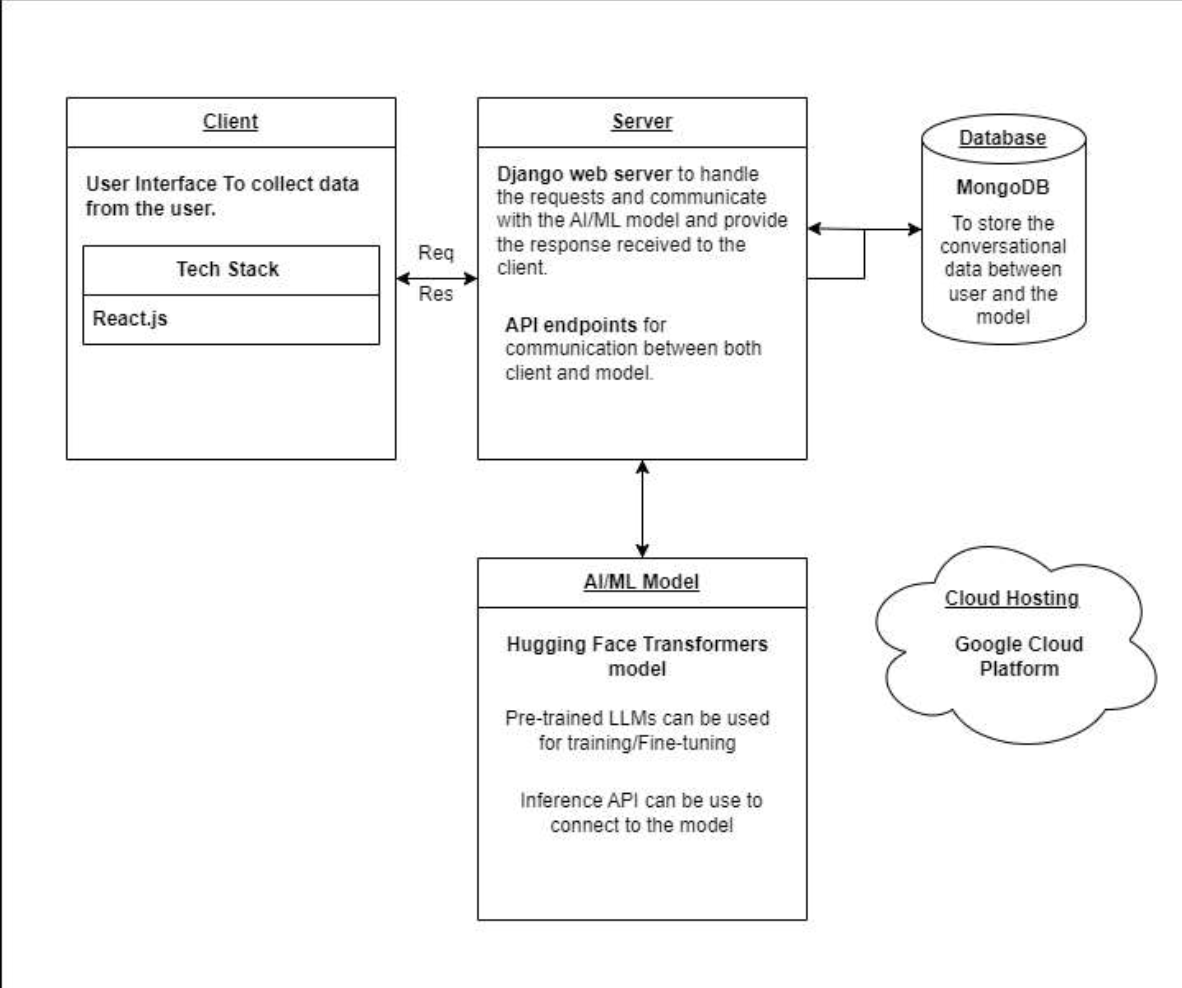 Client
User Interface To collect data
from the user.
Tech Stack
React.js
Req
Res
Server
Django web server to handle
the requests and communicate
with the AI/ML model and provide
the response received to the
client.
API endpoints for
communication between both
client and model.
Database
MongoDB
To store the
conversational
data between
user and the
model
AI/ML Model
Hugging Face Transformers
model
Pre-trained LLMs can be used
for training/Fine-tuning
Inference API can be use to
connect to the model
Cloud Hosting
Google Cloud
Platform